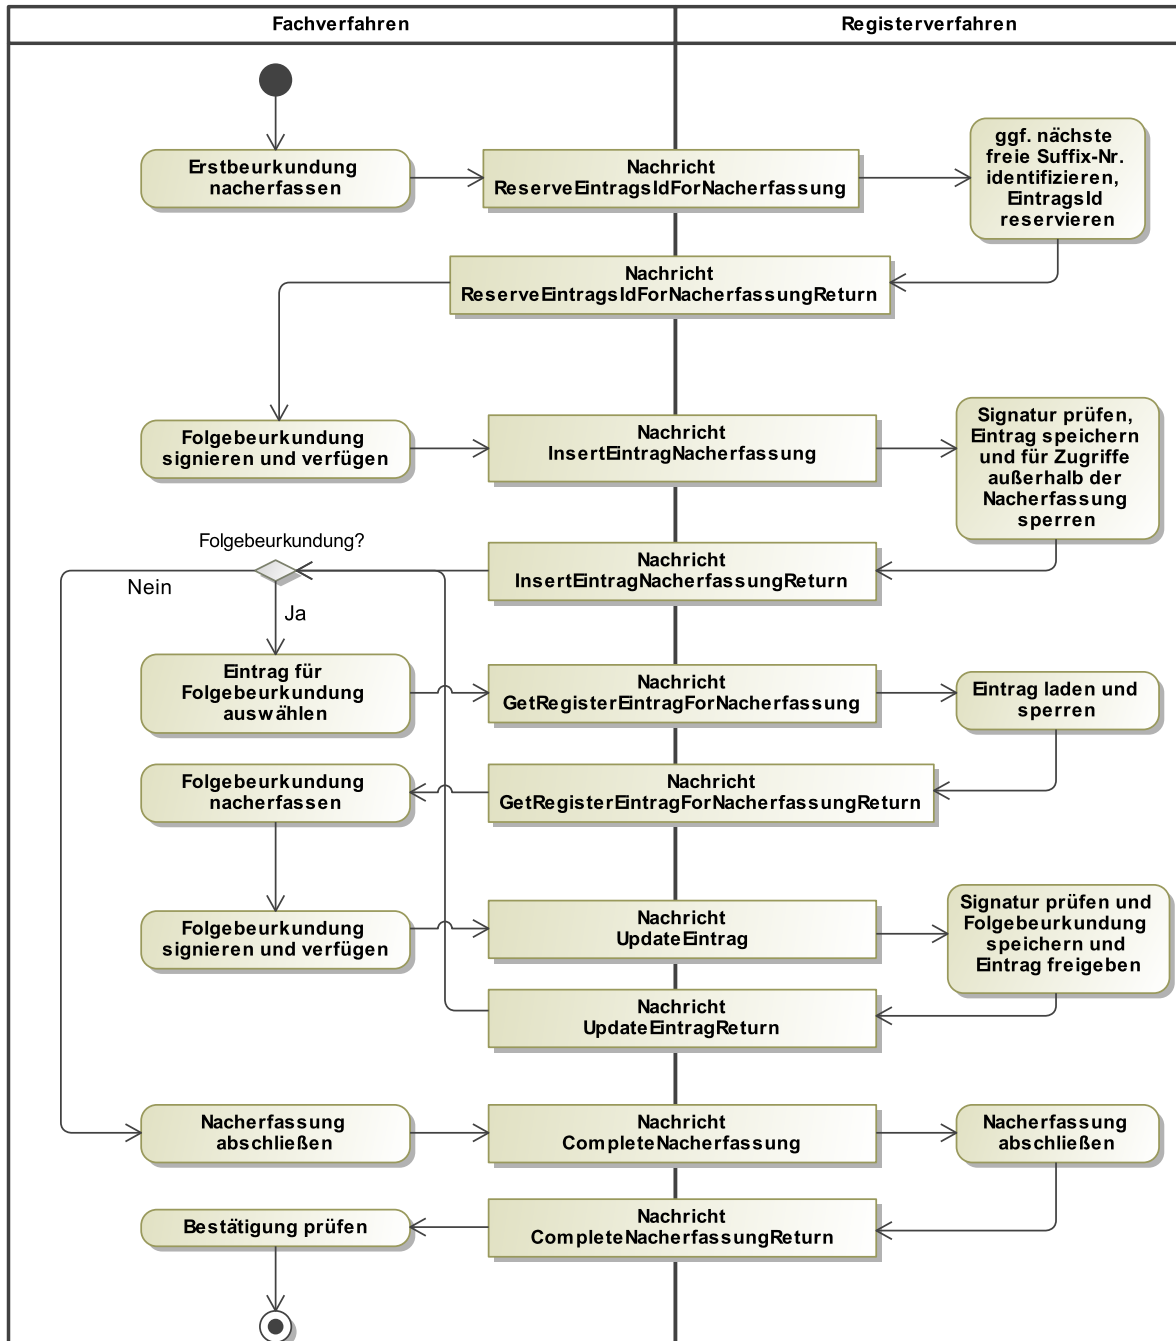 Fachverfahren
Registerverfahren
Erstbeurkundung
nacherfassen
Nachricht
ReserveEintragsIdForNacherfassung
ggf. nächste
freie Suffix-Nr.
identifizieren,
EintragsId
reservieren
Nachricht
ReserveEintragsIdForNacherfassungReturn
Folgebeurkundung
signieren und verfügen
Nachricht
InsertEintragNacherfassung
Signatur prüfen,
Eintrag speichern
und für Zugriffe
außerhalb der
Nacherfassung
sperren
Folgebeurkundung?
Nein
Ja
Nachricht
InsertEintragNacherfassungReturn
Eintrag für
Folgebeurkundung
auswählen
Nachricht
GetRegisterEintragForNacherfassung
Eintrag laden und
sperren
Folgebeurkundung
nacherfassen
Nachricht
GetRegisterEintragForNacherfassungReturn
Folgebeurkundung
signieren und verfügen
Nachricht
UpdateEintrag
Signatur prüfen und
Folgebeurkundung
speichern und
Eintrag freigeben
Nachricht
UpdateEintragReturn
Nacherfassung
abschließen
Nachricht
CompleteNacherfassung
Nacherfassung
abschließen
Bestätigung prüfen
Nachricht
CompleteNacherfassungReturn